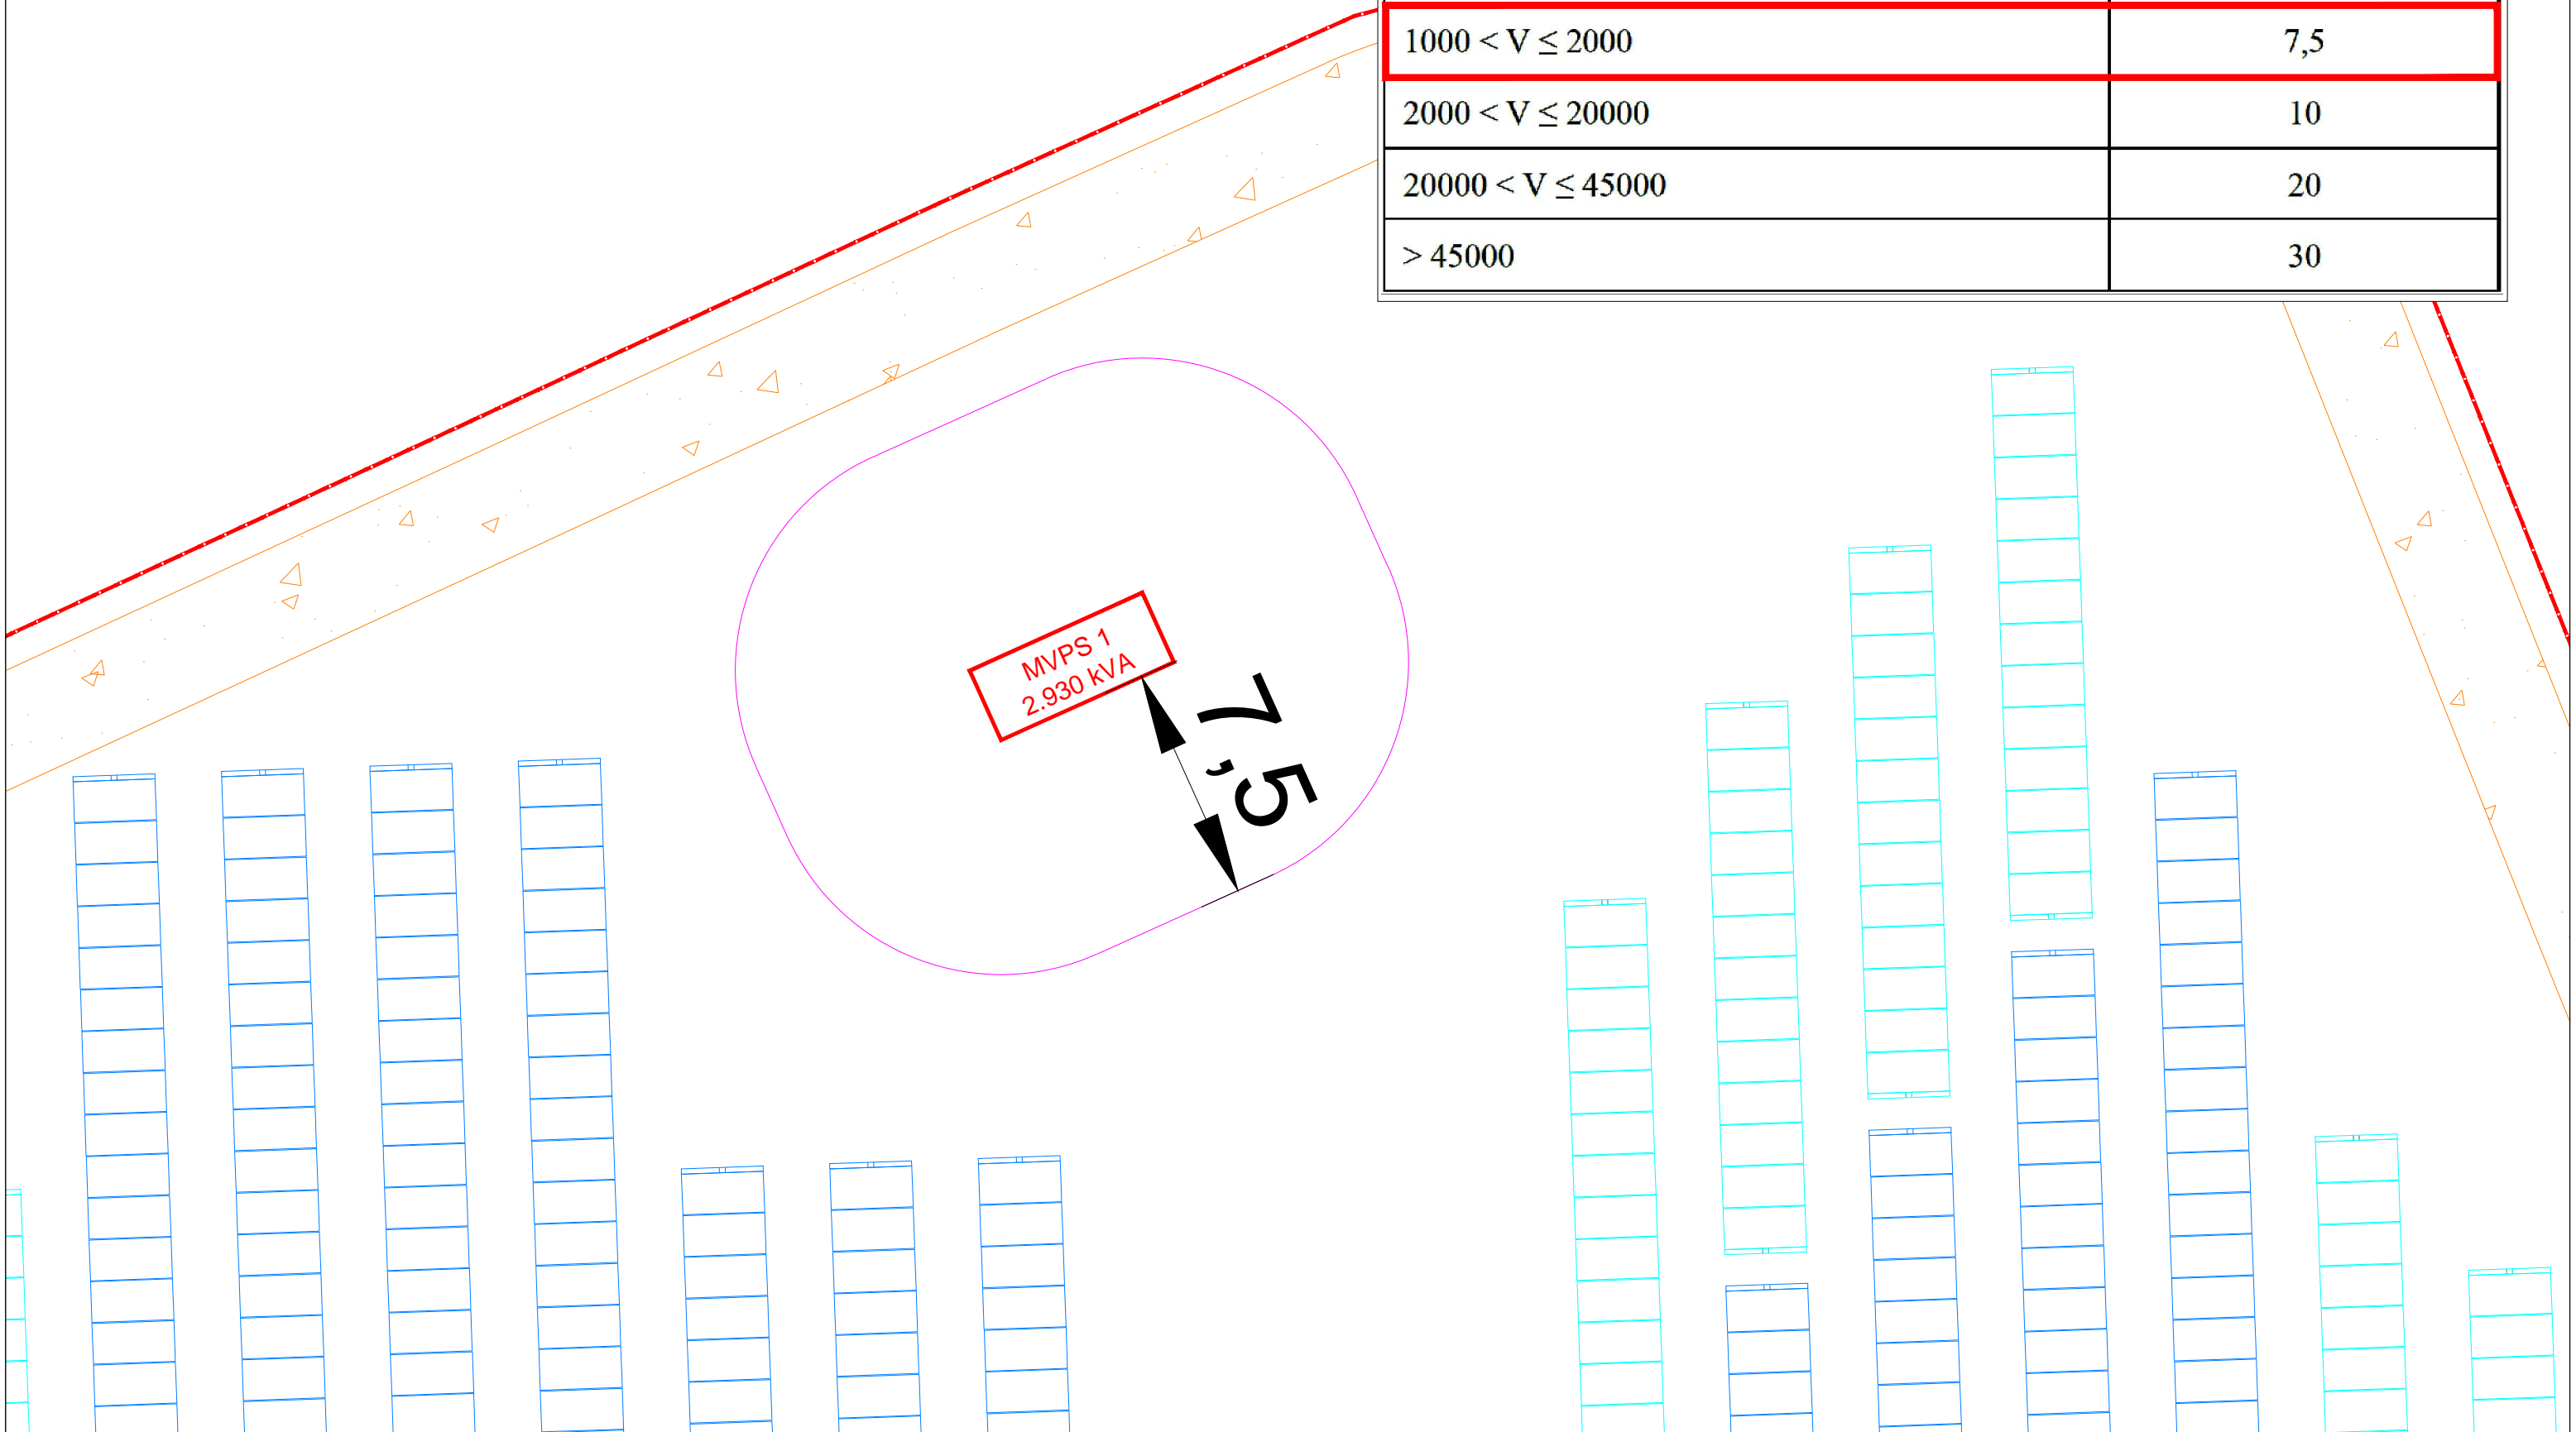 1000 < V ≤ 2000 7,5
2000 < V ≤ 20000 10
20000 < V ≤ 45000 20
> 45000 30
MVPS 1
2.930 kVA
7,5